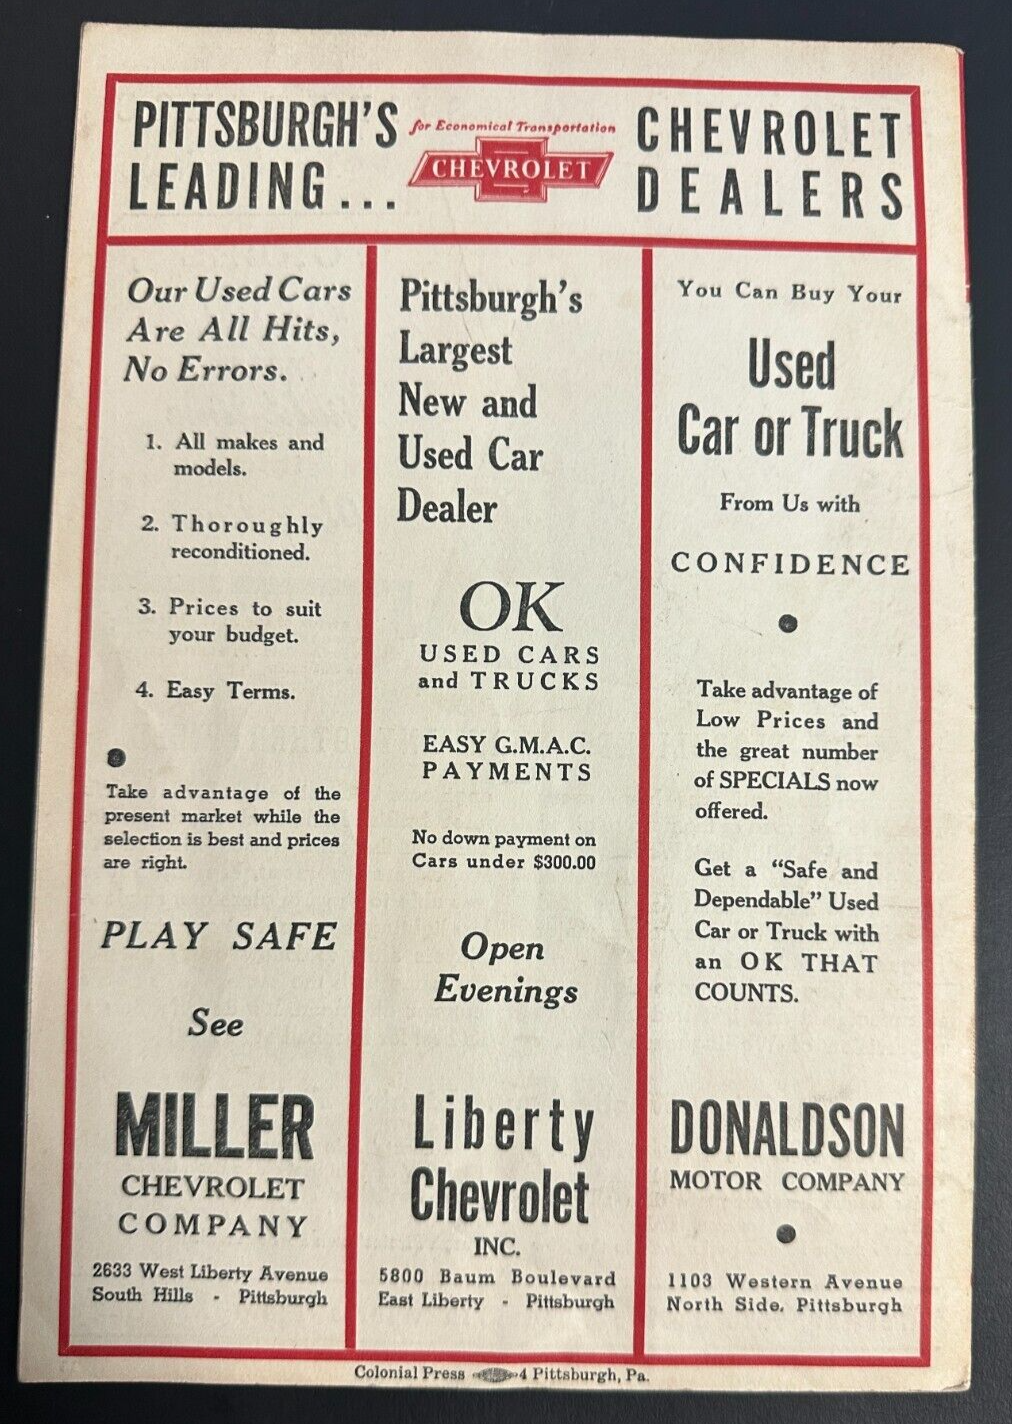 PITTSBURGH'S
LEADING...
for Economical Transportation
CHEVROLET
CHEVROLET
DEALERS
Our Used Cars
Are All Hits,
No Errors.
1. All makes and
models.
2. Thoroughly
reconditioned.
3. Prices to suit
your budget.
4. Easy Terms.
Take advantage of the
present market while the
selection is best and prices
are right.
PLAY SAFE
See
MILLER
CHEVROLET
COMPANY
2633 West Liberty Avenue
South Hills - Pittsburgh
Pittsburgh's
Largest
New and
Used Car
Dealer
OK
USED CARS
and TRUCKS
EASY G.M.A.C.
PAYMENTS
No down payment on
Cars under $300.00
Open
Evenings
Liberty
Chevrolet
INC.
5800 Baum Boulevard
East Liberty - Pittsburgh
You Can Buy Your
Used
Car or Truck
From Us with
CONFIDENCE
Take advantage of
Low Prices and
the great number
of SPECIALS now
offered.
Get a "Safe and
Dependable" Used
Car or Truck with
an OK THAT
COUNTS.
DONALDSON
MOTOR COMPANY
1103 Western Avenue
North Side, Pittsburgh
Colonial Press 4 Pittsburgh, Pa.